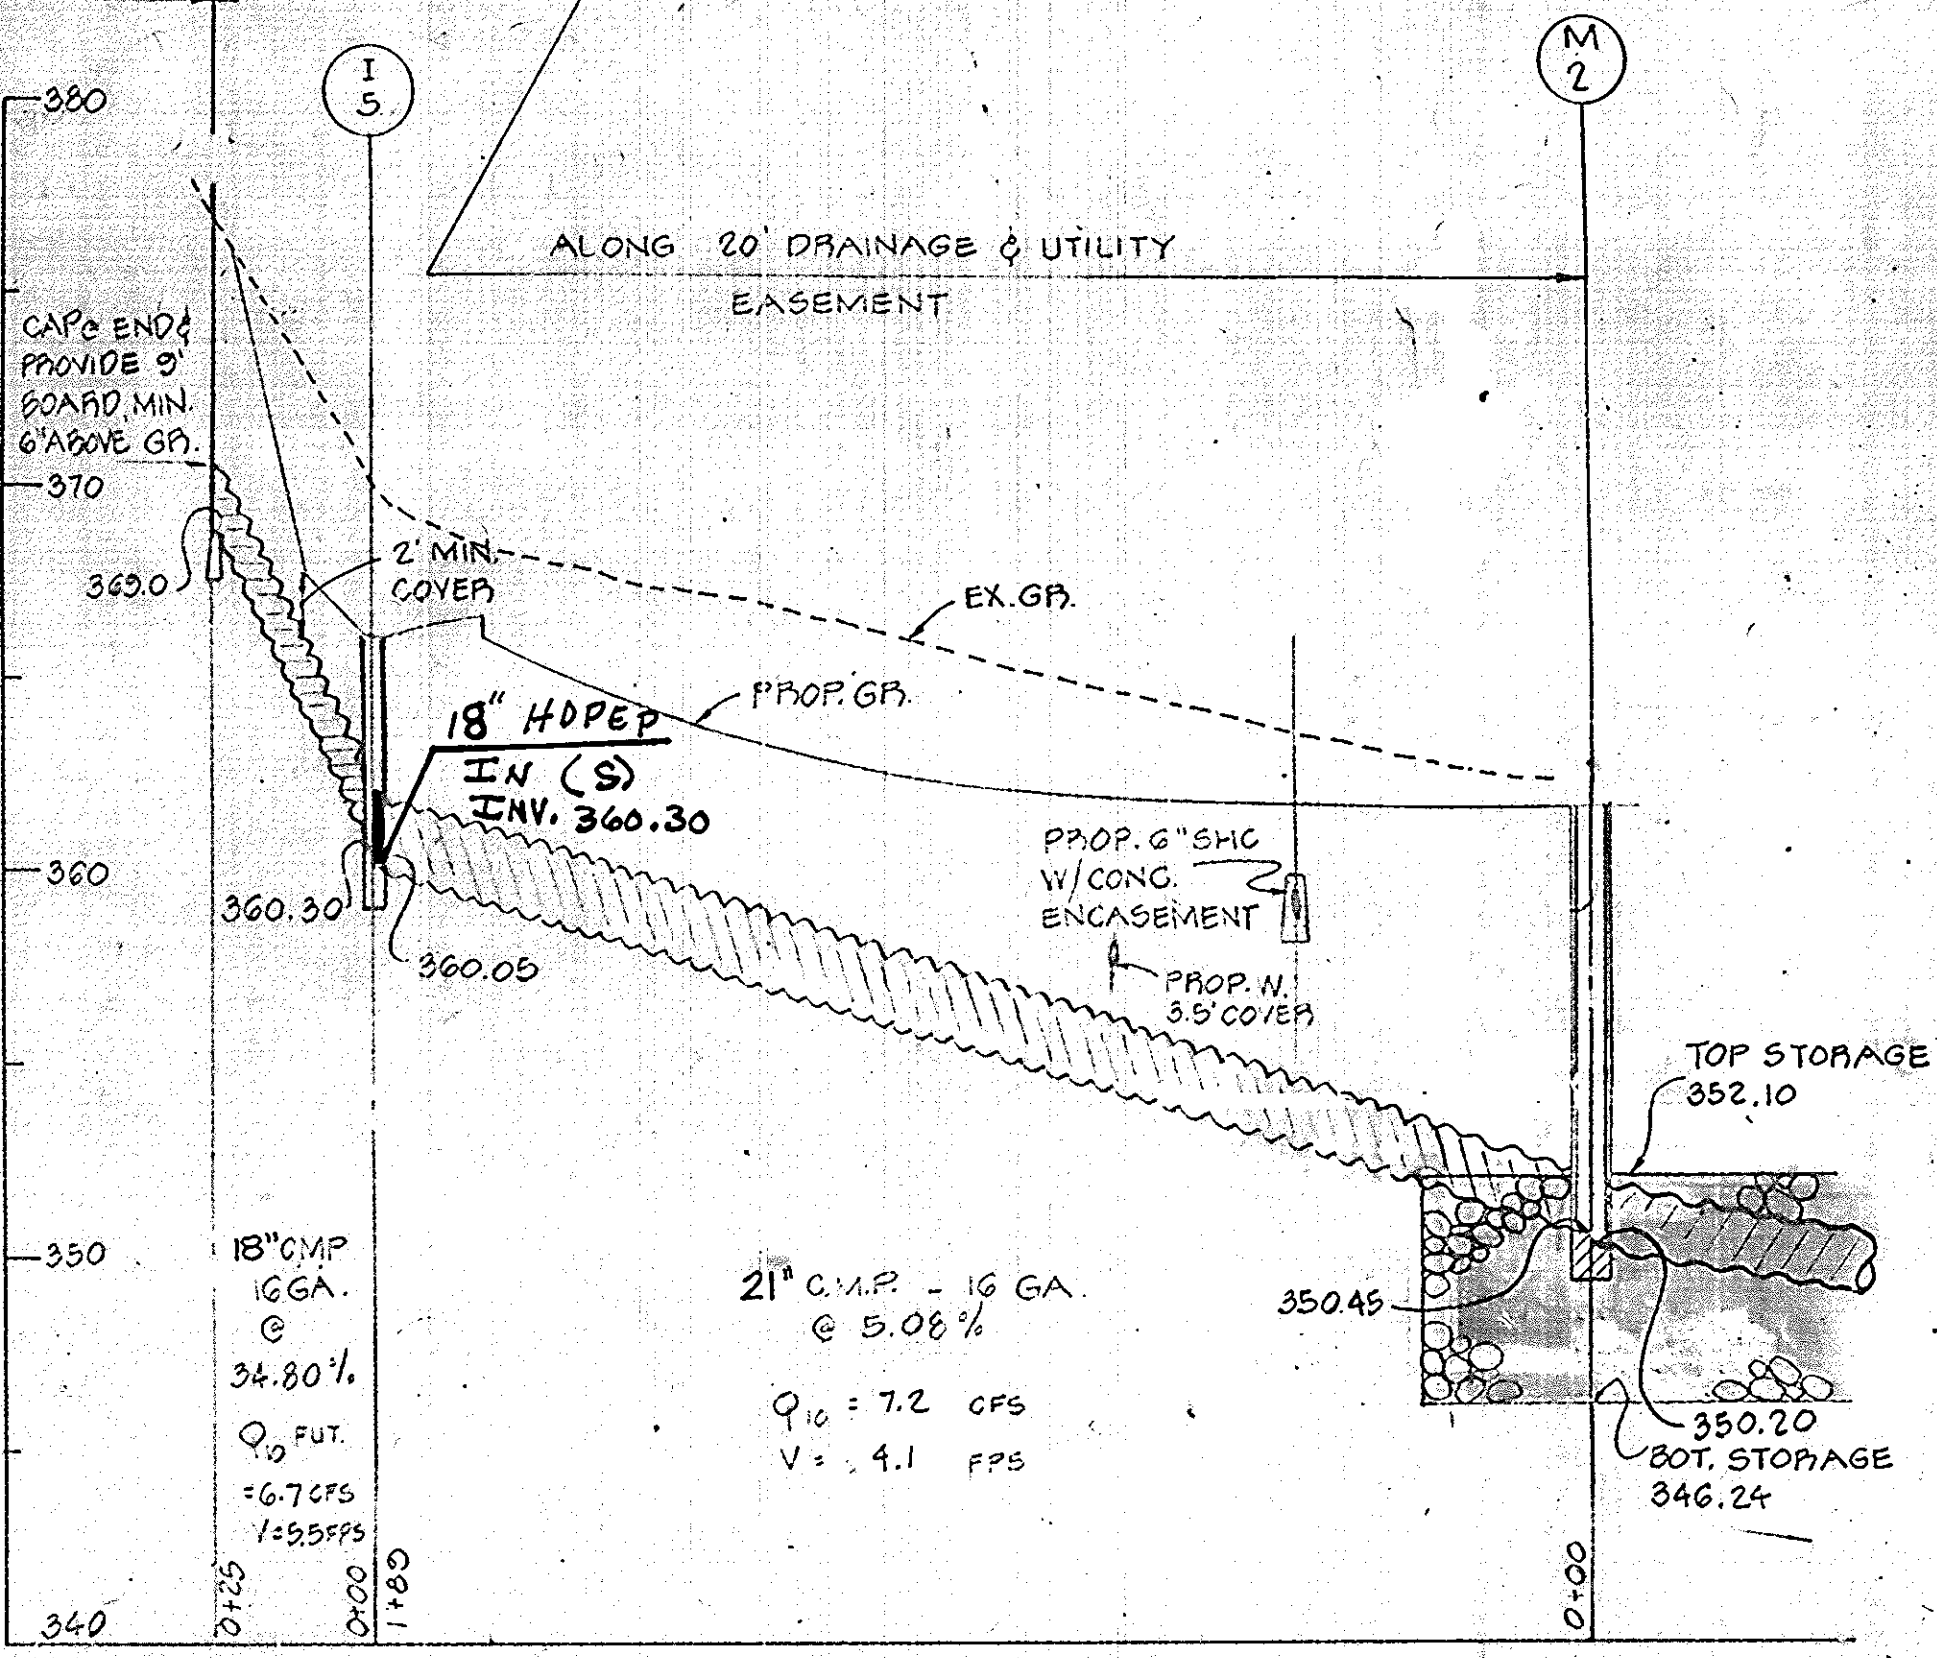 I
5
M
2
380
ALONG 20' DRAINAGE & UTILITY
EASEMENT
CAP@ END &
PROVIDE 9'
BOARD, MIN.
6" ABOVE GR.
370
369.0
2' MIN.
COVER
EX. GR.
PROP. GR.
18" HDPEP
IN (S)
INV. 360.30
360
360.30
360.05
PROP. 6" SHC
W/CONC.
ENCASEMENT
PROP. W.
3.5' COVER
TOP STORAGE
352.10
350
18" CMP
16 GA.
@
34.80%
Q10 FUT.
=6.7 CFS
V=5.5 FPS
21" C.M.P. - 16 GA.
@ 5.08%
Q10 = 7.2 CFS
V = 4.1 FPS
350.45
350.20
BOT. STORAGE
346.24
340
0+25
0+00
1+89
0+00